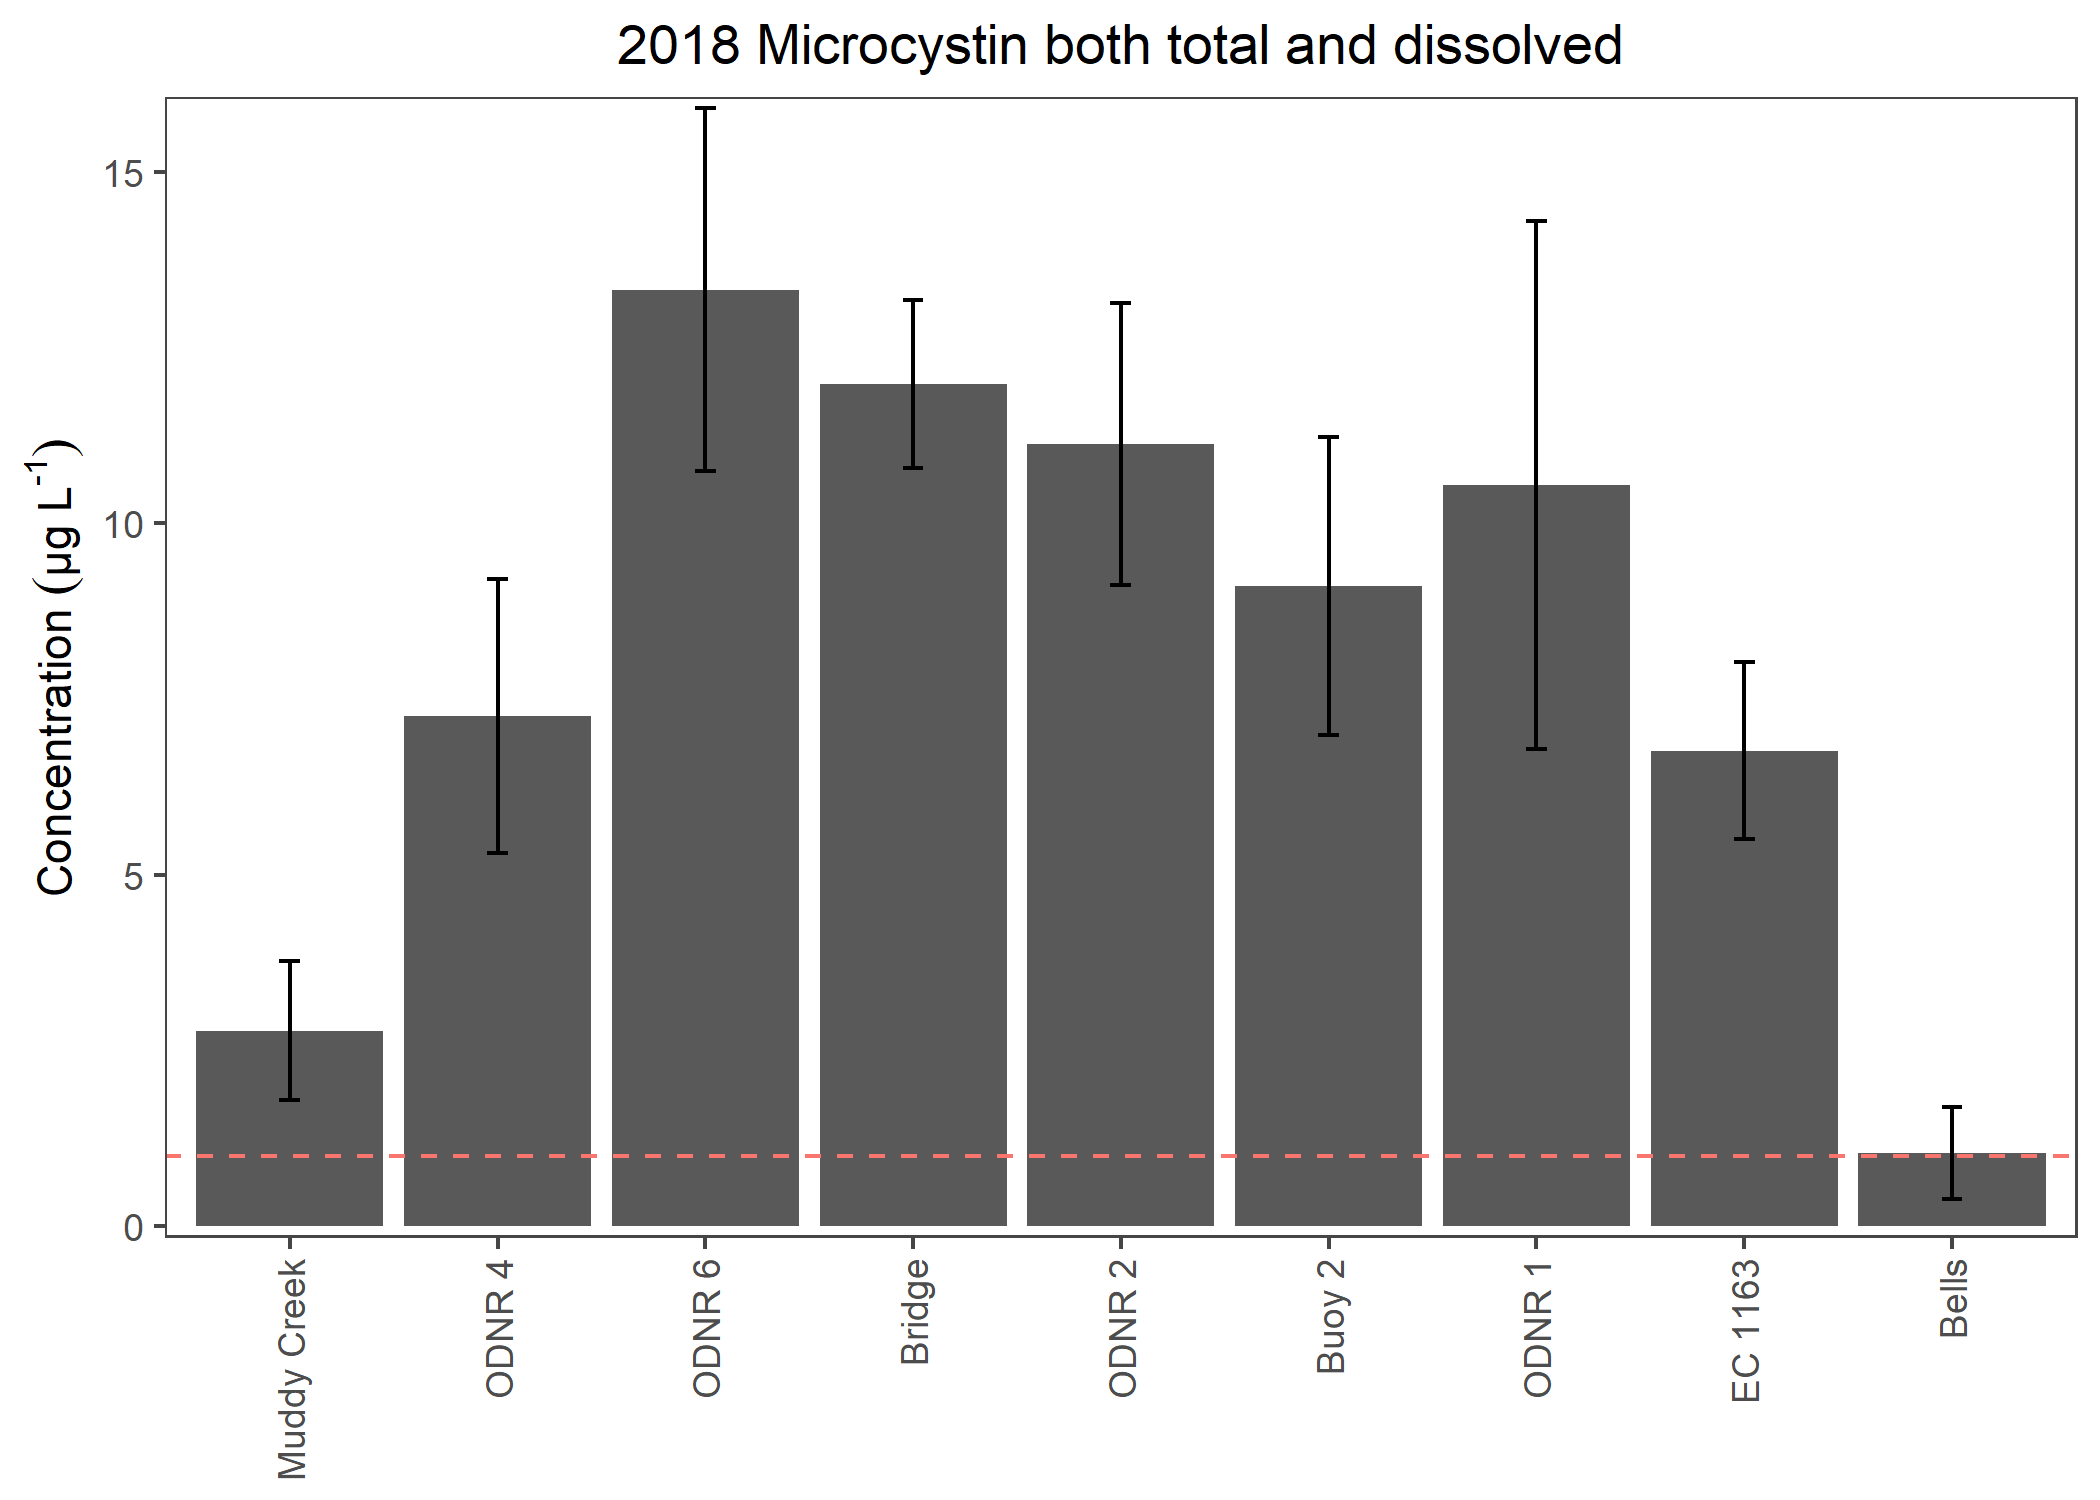 2018 Microcystin both total and dissolved
Concentration (µg L⁻¹)
15
10
5
0
Muddy Creek
ODNR 4
ODNR 6
Bridge
ODNR 2
Buoy 2
ODNR 1
EC 1163
Bells